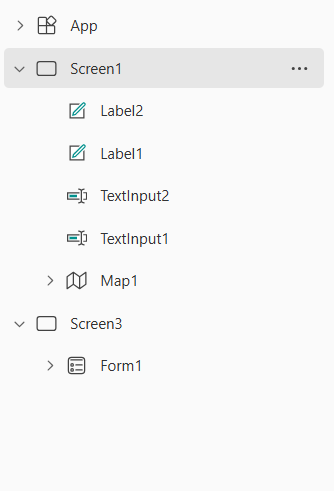 App
Screen1
Label2
Label1
TextInput2
TextInput1
Map1
Screen3
Form1